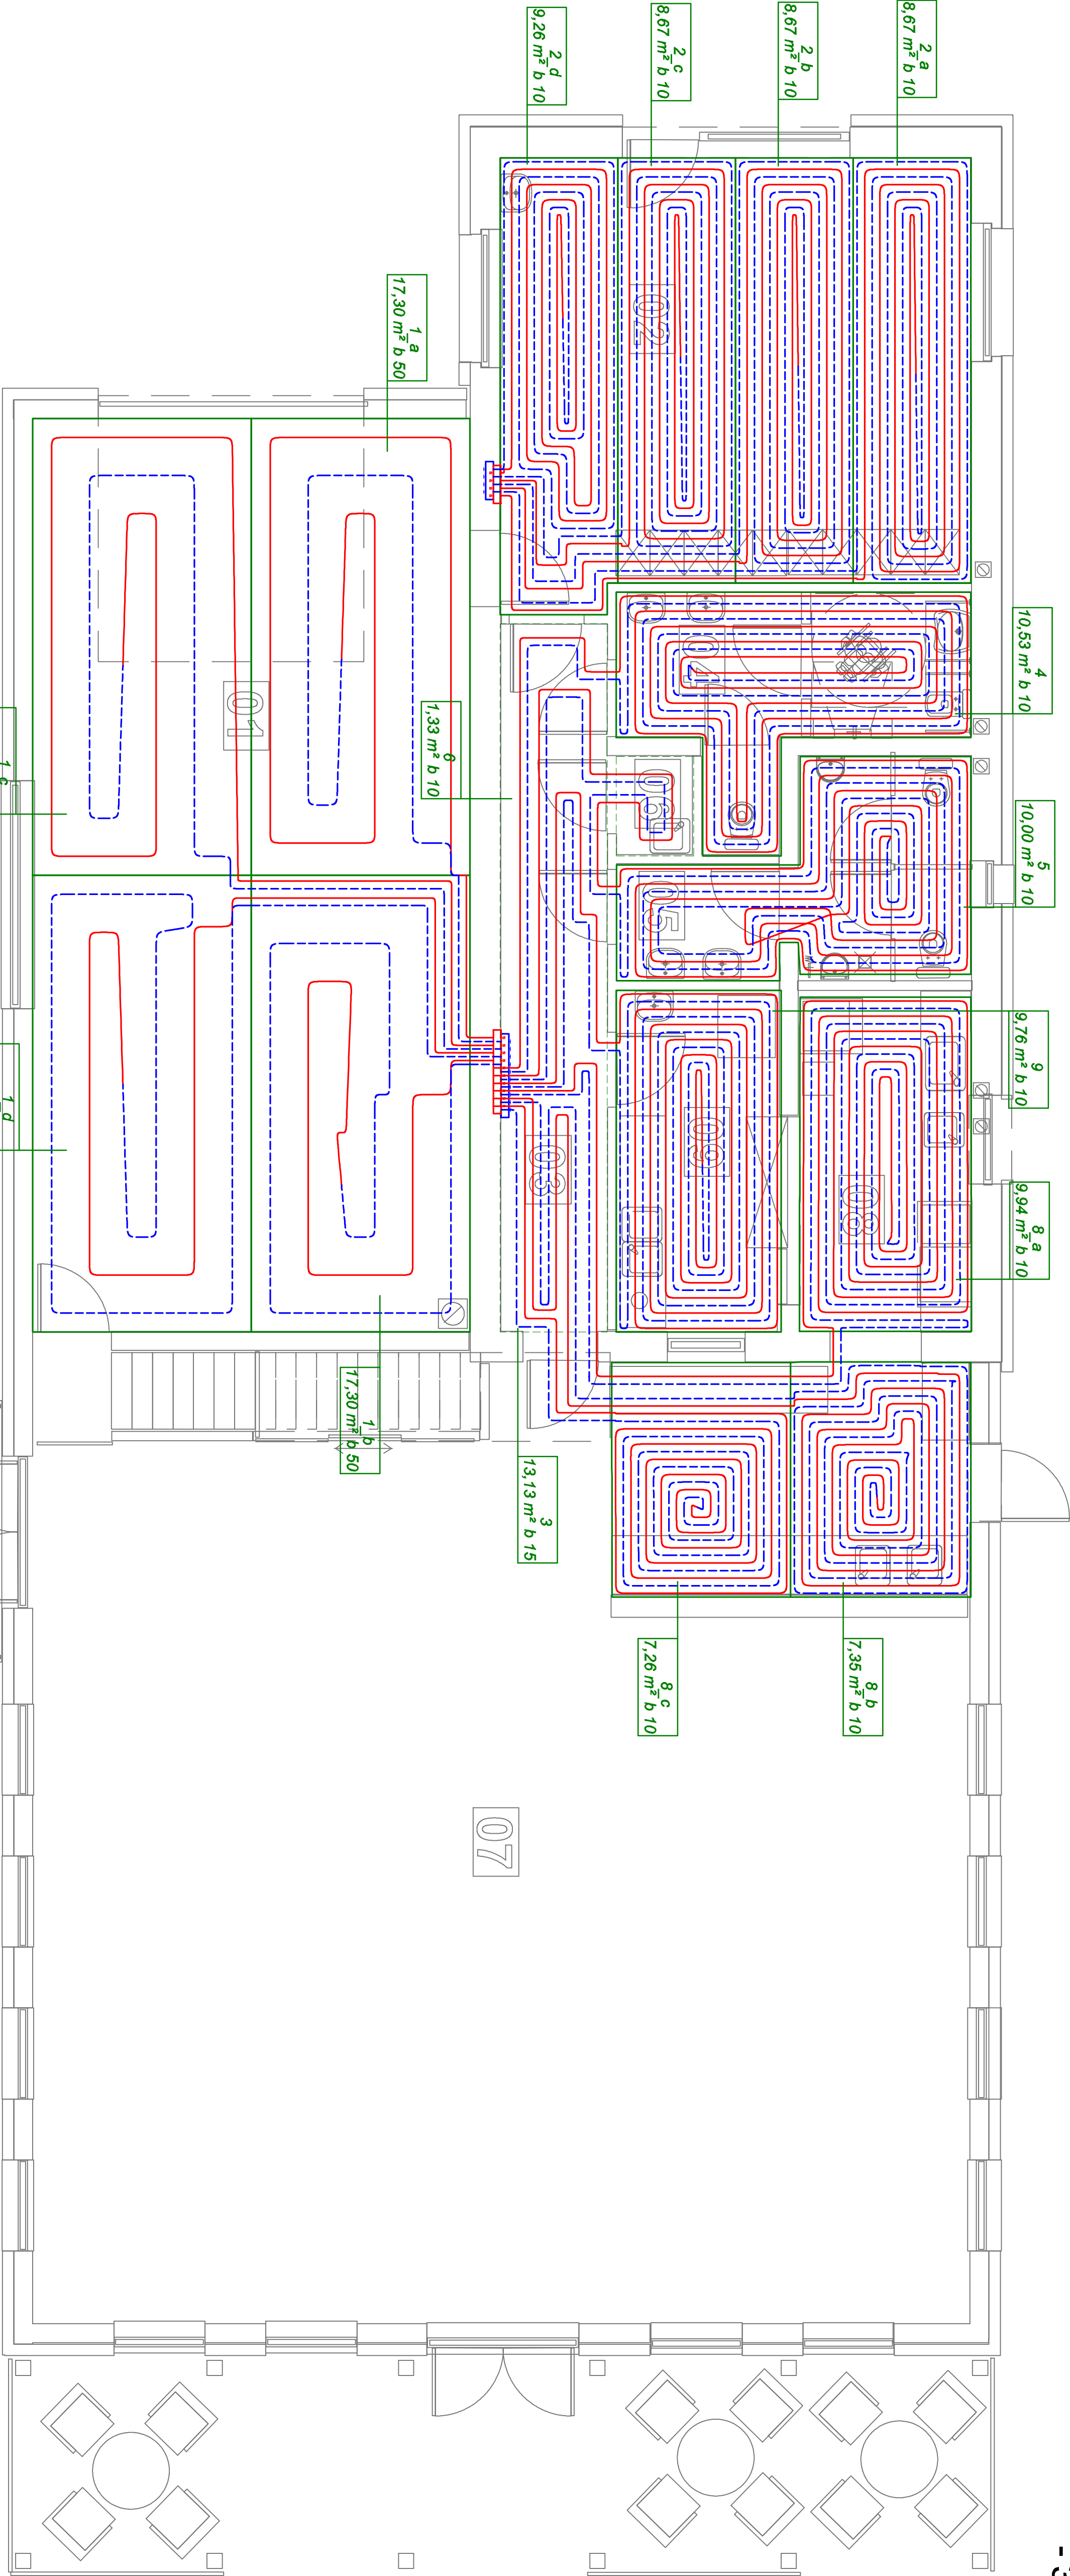 2_a
8,67 m² b 10
2_b
8,67 m² b 10
2_c
8,67 m² b 10
2_d
9,26 m² b 10
1_a
17,30 m² b 50
4
10,53 m² b 10
5
10,00 m² b 10
6
1,33 m² b 10
9
9,76 m² b 10
8_a
9,94 m² b 10
1_c
1_d
1_b
17,30 m² b 50
3
13,13 m² b 15
8_b
7,35 m² b 10
8_c
7,26 m² b 10
02
01
04
06
05
09
08
03
07